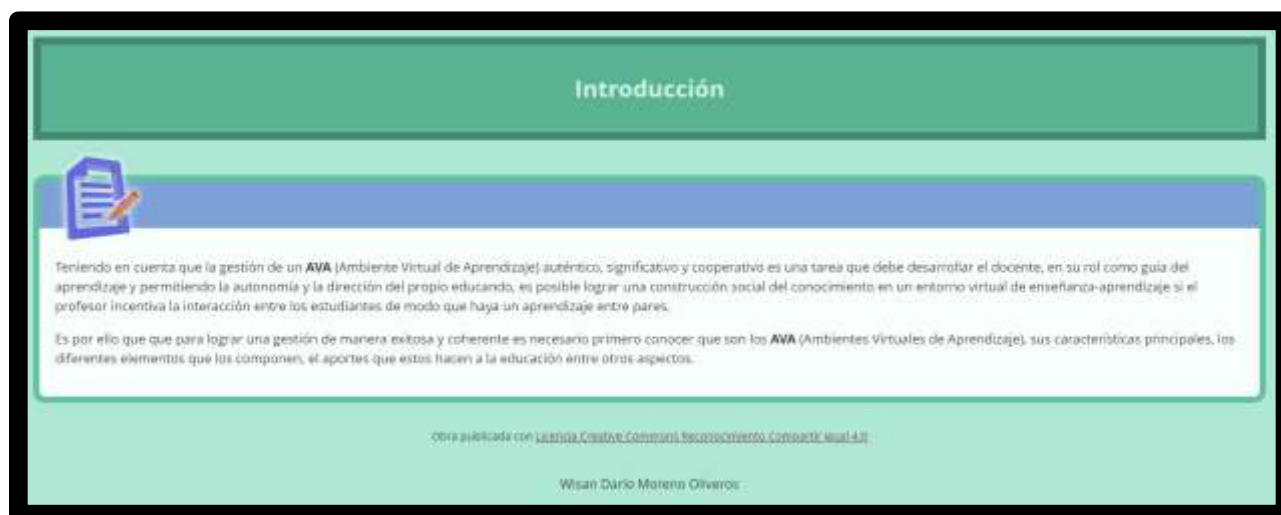 Introducción
Teniendo en cuenta que la gestión de un AVA (Ambiente Virtual de Aprendizaje) auténtico, significativo y cooperativo es una tarea que debe desarrollar el docente, en su rol como guía del
aprendizaje y permitiendo la autonomía y la dirección del propio educando, es posible lograr una construcción social del conocimiento en un entorno virtual de enseñanza-aprendizaje si el
profesor incentiva la interacción entre los estudiantes de modo que haya un aprendizaje entre pares.
Es por ello que que para lograr una gestión de manera exitosa y coherente es necesario primero conocer que son los AVA (Ambientes Virtuales de Aprendizaje), sus características principales, los
diferentes elementos que los componen, el aportes que estos hacen a la educación entre otros aspectos.
Obra publicada con Licencia Creative Commons Reconocimiento Compartir igual 4.0
Wisan Dario Moreno Oliveros